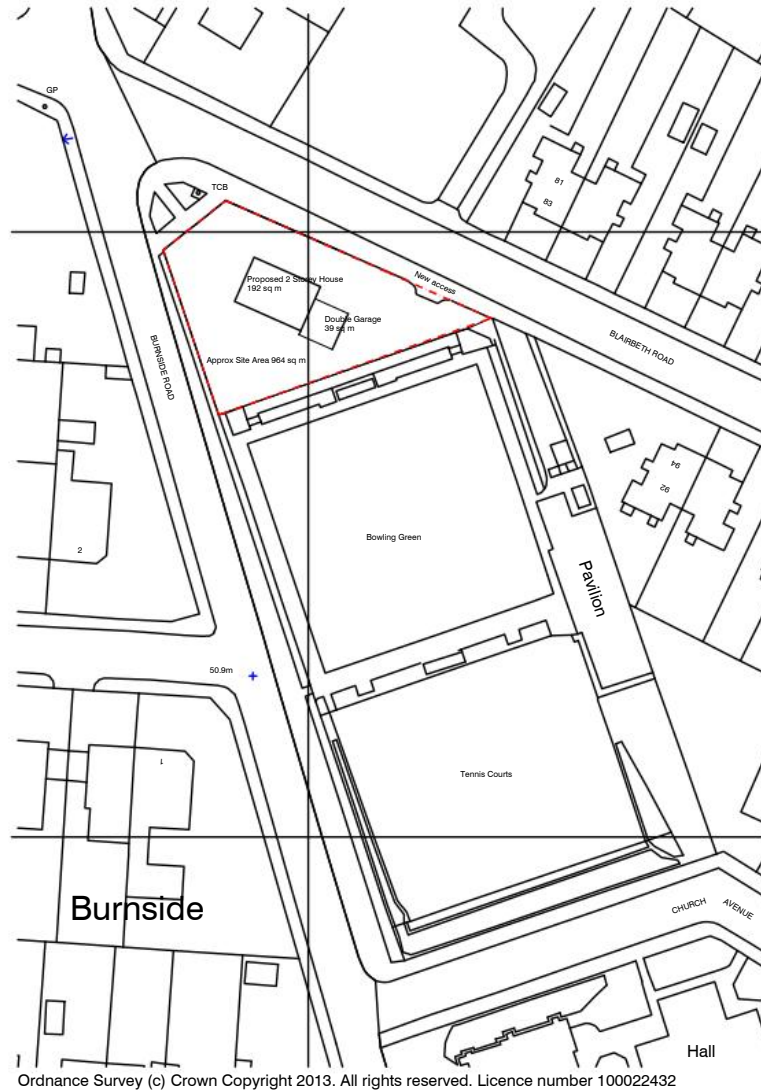 GP
TCB
81
83
New access
Proposed 2 Storey House
192 sq m
Double Garage
39 sq m
BURNSIDE ROAD
BLAIRBETH ROAD
Approx Site Area 964 sq m
94
92
2
Bowling Green
Pavilion
50.9m
1
Tennis Courts
Burnside
CHURCH AVENUE
Hall
Ordnance Survey (c) Crown Copyright 2013. All rights reserved. Licence number 100022432